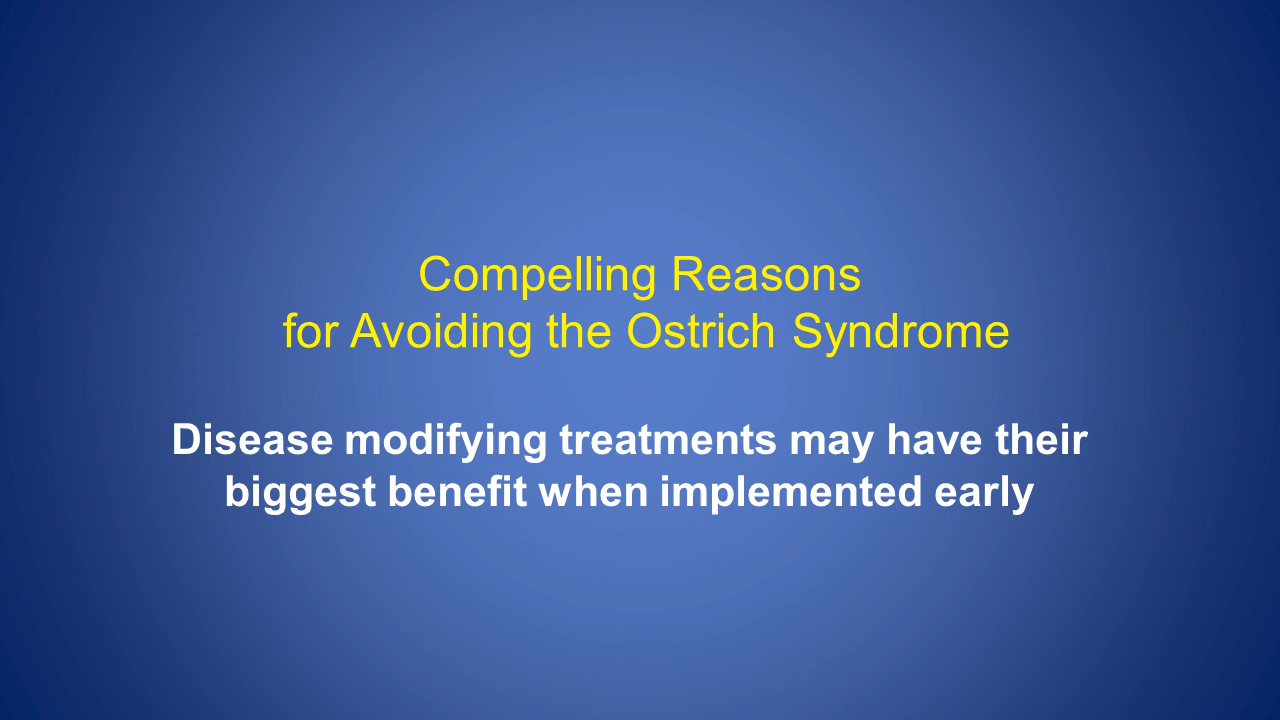 Compelling Reasons
for Avoiding the Ostrich Syndrome
Disease modifying treatments may have their
biggest benefit when implemented early